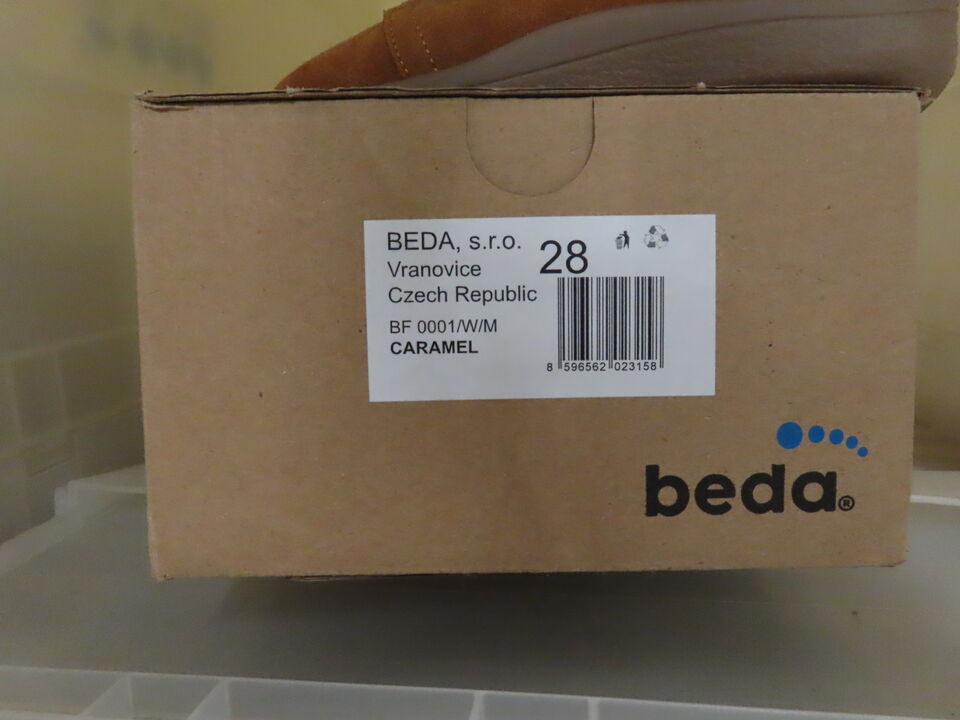 BEDA, s.r.o.
28
Vranovice
Czech Republic
BF 0001/W/M
CARAMEL
8 596562 023158
beda®